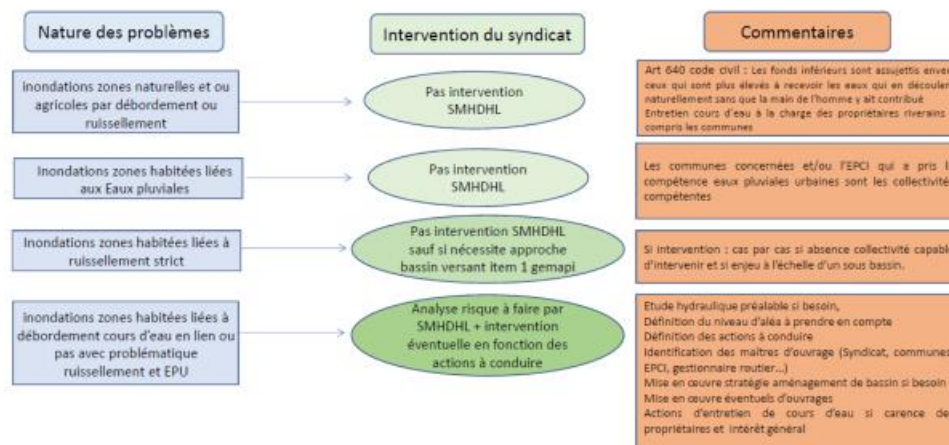 Nature des problèmes
Intervention du syndicat
Commentaires
inondations zones naturelles et ou
agricoles par débordement ou
ruissellement
Pas intervention
SMHDHL
Art 640 code civil : Les fonds inférieurs sont assujettis enver
ceux qui sont plus élevés à recevoir les eaux qui en découlen
naturellement sans que la main de l'homme y ait contribué
Entretien cours d'eau à la charge des propriétaires riverains
compris les communes
Inondations zones habitées liées
aux Eaux pluviales
Pas intervention
SMHDHL
Les communes concernées et/ou l'EPCI qui a pris l
compétence eaux pluviales urbaines sont les collectivité
compétentes
Inondations zones habitées liées à
ruissellement strict
Pas intervention SMHDHL
sauf si nécessite approche
bassin versant item 1 gemapi
Si intervention : cas par cas si absence collectivité capabl
d'intervenir et si enjeu à l'échelle d'un sous bassin.
inondations zones habitées liées à
débordement cours d'eau en lien ou
pas avec problématique
ruissellement et EPU
Analyse risque à faire par
SMHDHL + intervention
éventuelle en fonction des
actions à conduire
Etude hydraulique préalable si besoin,
Définition du niveau d'aléa à prendre en compte
Définition des actions à conduire
Identification des maîtres d'ouvrage (Syndicat, communes
EPCI, gestionnaire routier...)
Mise en œuvre stratégie aménagement de bassin si besoin
Mise en œuvre éventuels d'ouvrages
Actions d'entretien de cours d'eau si carence de
propriétaires et intérêt général